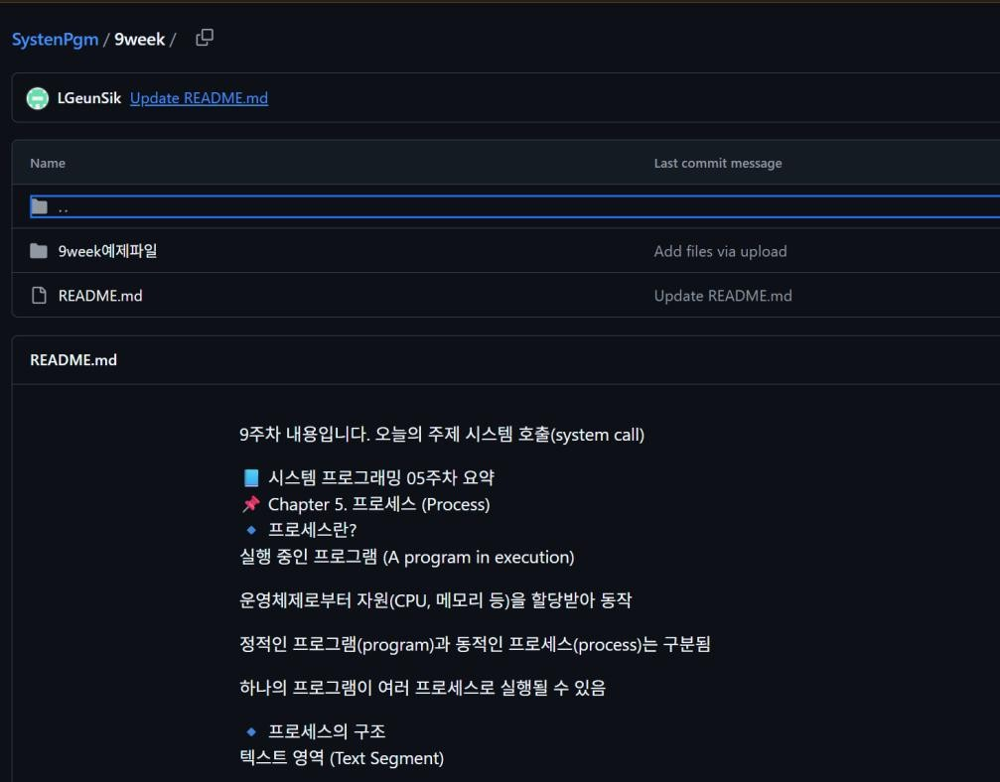 SystenPgm / 9week /
LGeunSik Update README.md
Name Last commit message
..
9week예제파일 Add files via upload
README.md Update README.md
README.md
9주차 내용입니다. 오늘의 주제 시스템 호출(system call)
📘 시스템 프로그래밍 05주차 요약
📌 Chapter 5. 프로세스 (Process)
🔹 프로세스란?
실행 중인 프로그램 (A program in execution)
운영체제로부터 자원(CPU, 메모리 등)을 할당받아 동작
정적인 프로그램(program)과 동적인 프로세스(process)는 구분됨
하나의 프로그램이 여러 프로세스로 실행될 수 있음
🔹 프로세스의 구조
텍스트 영역 (Text Segment)